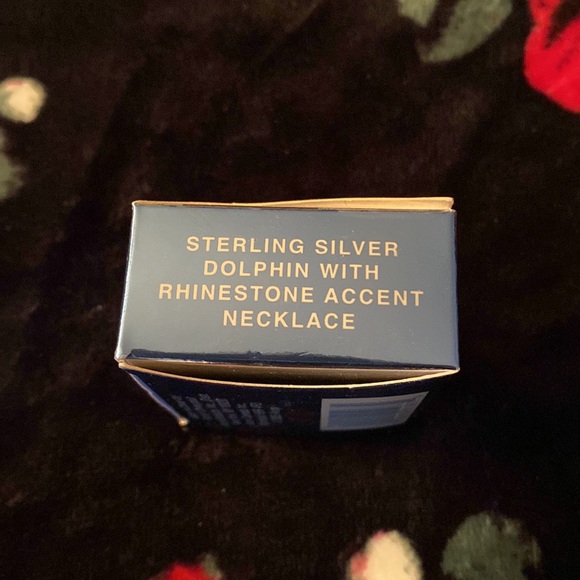 STERLING SILVER
DOLPHIN WITH
RHINESTONE ACCENT
NECKLACE